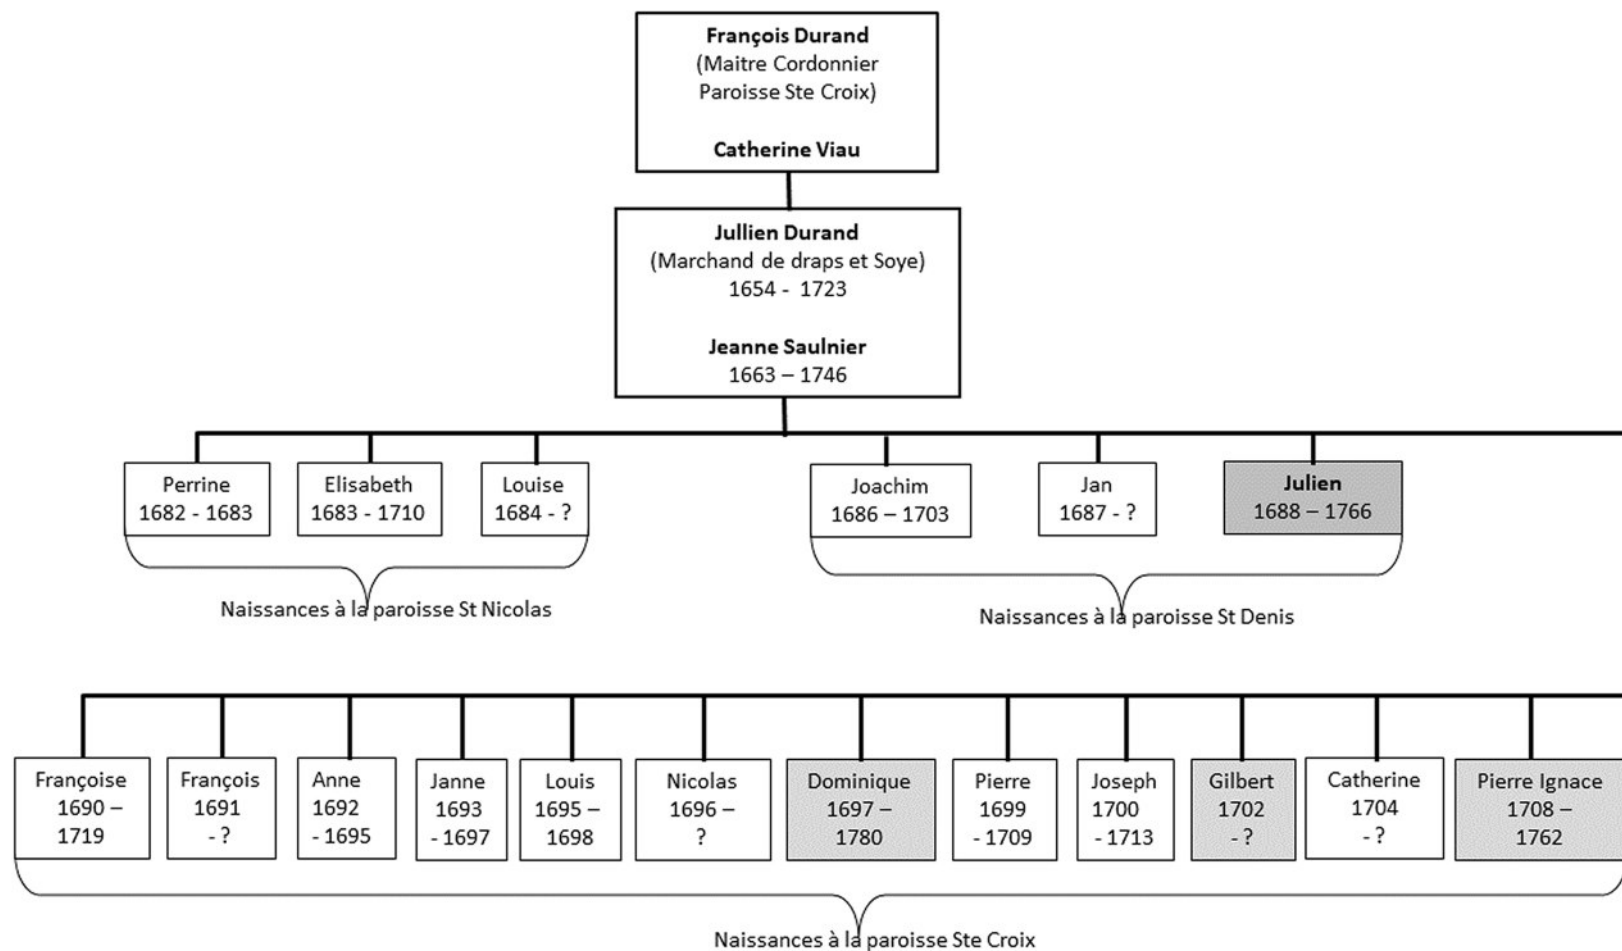 François Durand
(Maitre Cordonnier
Paroisse Ste Croix)
Catherine Viau
Jullien Durand
(Marchand de draps et Soye)
1654 - 1723
Jeanne Saulnier
1663 – 1746
Perrine
1682 - 1683
Elisabeth
1683 - 1710
Louise
1684 - ?
Joachim
1686 – 1703
Jan
1687 - ?
Julien
1688 – 1766
Naissances à la paroisse St Nicolas
Naissances à la paroisse St Denis
Françoise
1690 –
1719
François
1691
- ?
Anne
1692
- 1695
Janne
1693
- 1697
Louis
1695 –
1698
Nicolas
1696 –
?
Dominique
1697 –
1780
Pierre
1699
- 1709
Joseph
1700
- 1713
Gilbert
1702
- ?
Catherine
1704
- ?
Pierre Ignace
1708 –
1762
Naissances à la paroisse Ste Croix